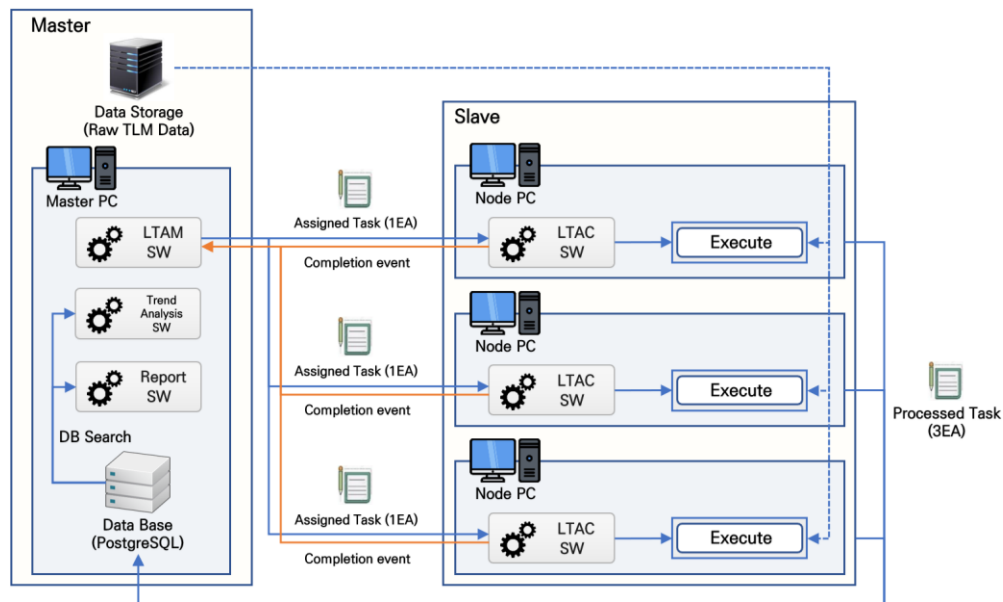 Master
Data Storage
(Raw TLM Data)
Master PC
LTAM
SW
Trend
Analysis
SW
Report
SW
DB Search
Data Base
(PostgreSQL)
Assigned Task (1EA)
Completion event
Assigned Task (1EA)
Completion event
Assigned Task (1EA)
Completion event
Slave
Node PC
LTAC
SW
Execute
Node PC
LTAC
SW
Execute
Node PC
LTAC
SW
Execute
Processed Task
(3EA)